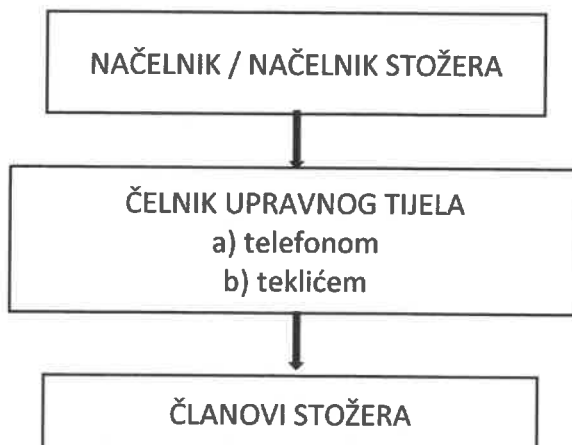 NAČELNIK / NAČELNIK STOŽERA
ČELNIK UPRAVNOG TIJELA
a) telefonom
b) teklićem
ČLANOVI STOŽERA